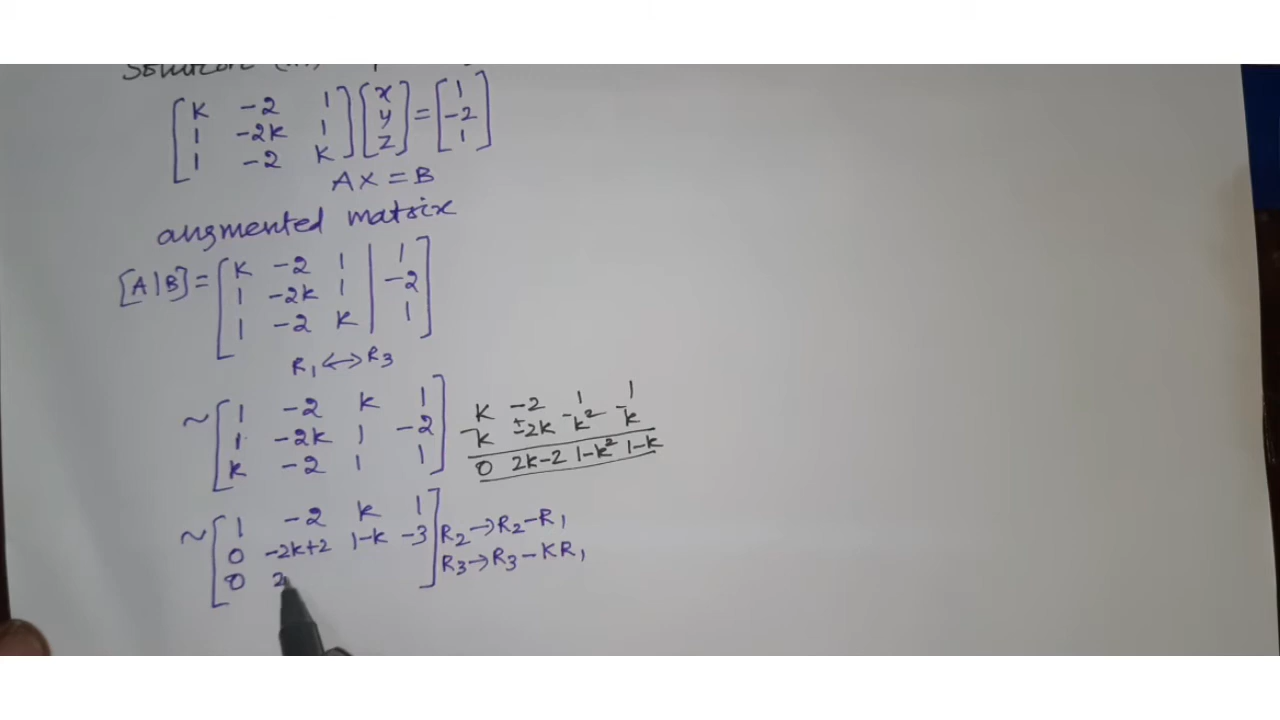 Solution
[K -2 1] [x] = [1]
[1 -2K 1] [y] [-2]
[1 -2 K] [z] [1]
AX = B
augmented matrix
[A|B] = [K -2 1 | 1]
[1 -2K 1 | -2]
[1 -2 K | 1]
R₁ ↔ R₃
~ [1 -2 K 1]
[1 -2K 1 -2]
[K -2 1 1]
K -2 1 1
-K ±2K -K² -K
0 2K-2 1-K² 1-K
~ [1 -2 K 1]
[0 -2K+2 1-K -3] R₂→R₂-R₁
[0 2 R₃→R₃-KR₁